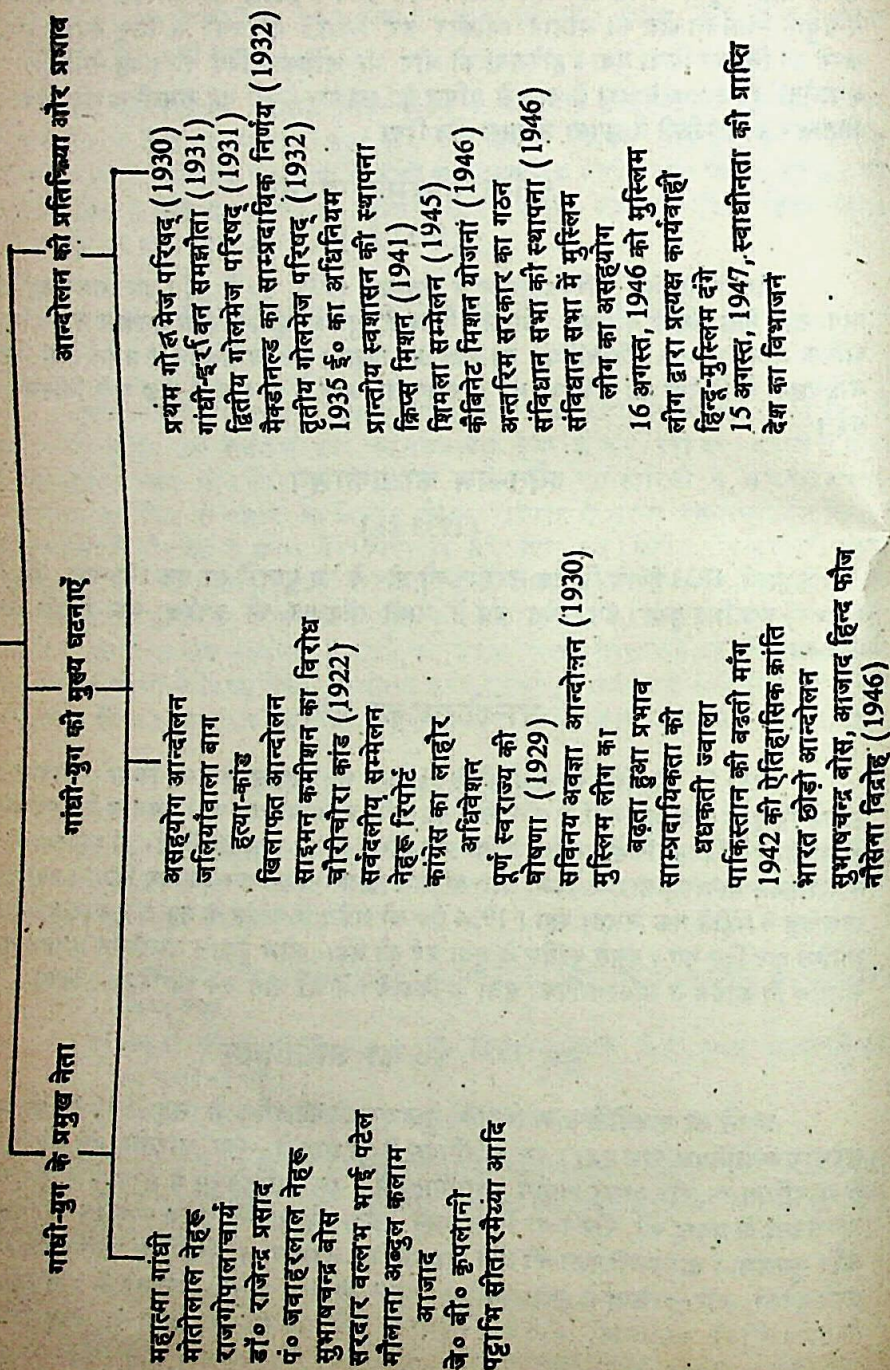 गांधी-युग के प्रमुख नेता
महात्मा गांधी
मोतीलाल नेहरू
राजगोपालाचार्य
डॉ० राजेन्द्र प्रसाद
पं० जवाहरलाल नेहरू
सुभाषचन्द्र बोस
सरदार वल्लभ भाई पटेल
मौलाना अब्दुल कलाम
आजाद
जे० बी० कृपलानी
पट्टाभि सीतारमैय्या आदि
गांधी-युग की मुख्य घटनाएँ
असहयोग आन्दोलन
जलियांवाला बाग
हत्या-कांड
खिलाफत आन्दोलन
साइमन कमीशन का विरोध
चौरीचौरा कांड (1922)
सर्वदलीय सम्मेलन
नेहरू रिपोर्ट
कांग्रेस का लाहौर
अधिवेशन
पूर्ण स्वराज्य की
घोषणा (1929)
सविनय अवज्ञा आन्दोलन (1930)
मुस्लिम लीग का
बढ़ता हुआ प्रभाव
साम्प्रदायिकता की
धधकती ज्वाला
पाकिस्तान की बढ़ती मांग
1942 की ऐतिहासिक क्रांति
भारत छोड़ो आन्दोलन
सुभाषचन्द्र बोस, आजाद हिन्द फौज
नौसेना विद्रोह (1946)
आन्दोलन की प्रतिक्रिया और प्रभाव
प्रथम गोलमेज परिषद् (1930)
गांधी-इरविन समझौता (1931)
द्वितीय गोलमेज परिषद् (1931)
मैक्डोनल्ड का साम्प्रदायिक निर्णय (1932)
तृतीय गोलमेज परिषद् (1932)
1935 ई० का अधिनियम
प्रान्तीय स्वशासन की स्थापना
क्रिप्स मिशन (1941)
शिमला सम्मेलन (1945)
कैबिनेट मिशन योजना (1946)
अन्तरिम सरकार का गठन
संविधान सभा की स्थापना (1946)
संविधान सभा में मुस्लिम
लीग का असहयोग
16 अगस्त, 1946 को मुस्लिम
लीग द्वारा प्रत्यक्ष कार्यवाही
हिन्दू-मुस्लिम दंगे
15 अगस्त, 1947, स्वाधीनता की प्राप्ति
देश का विभाजन